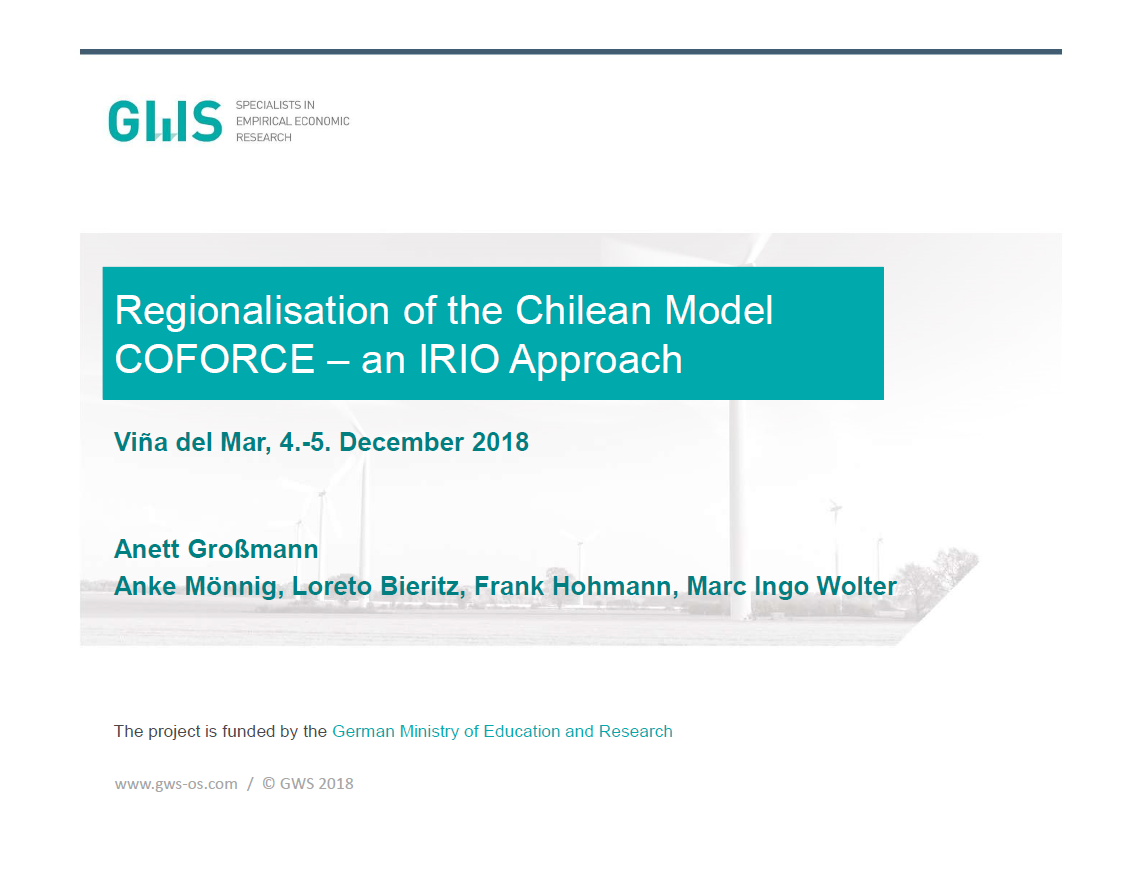 GWS
SPECIALISTS IN
EMPIRICAL ECONOMIC
RESEARCH
Regionalisation of the Chilean Model
COFORCE – an IRIO Approach
Viña del Mar, 4.-5. December 2018
Anett Großmann
Anke Mönnig, Loreto Bieritz, Frank Hohmann, Marc Ingo Wolter
The project is funded by the German Ministry of Education and Research
www.gws-os.com / © GWS 2018